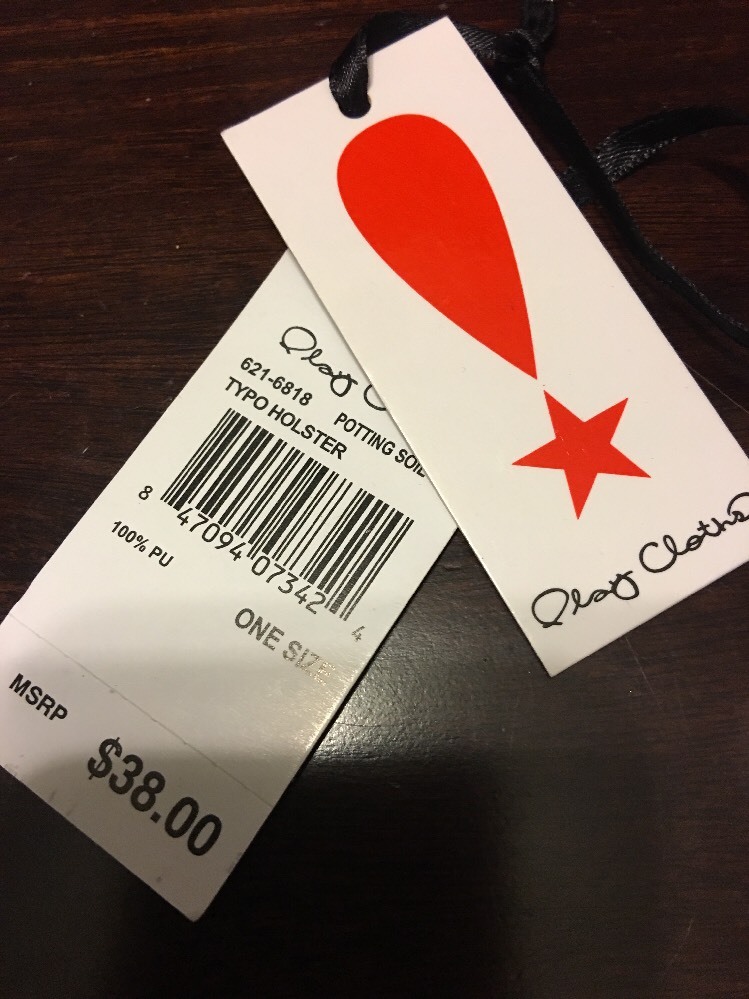 Play Cloths
Play C
621-6818 POTTING SOIL
TYPO HOLSTER
8 47094 07342 4
100% PU
ONE SIZE
MSRP
$38.00